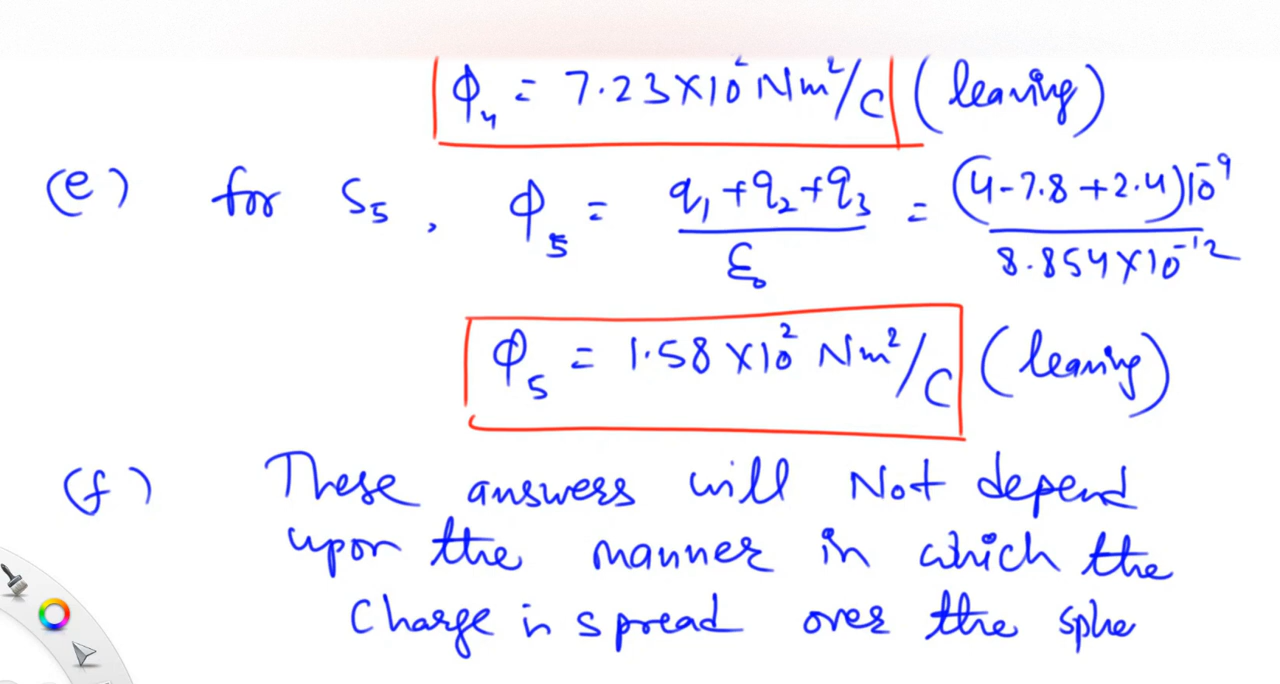 ϕ₄ = 7.23×10² Nm²/C (leaving)
(e) for S₅, ϕ₅ = (q₁+q₂+q₃)/ε₀ = (4-7.8+2.4)10⁻⁹/8.854×10⁻¹²
ϕ₅ = 1.58×10² Nm²/C (leaving)
(f) These answers will Not depend
upon the manner in which the
charge is spread over the sphe